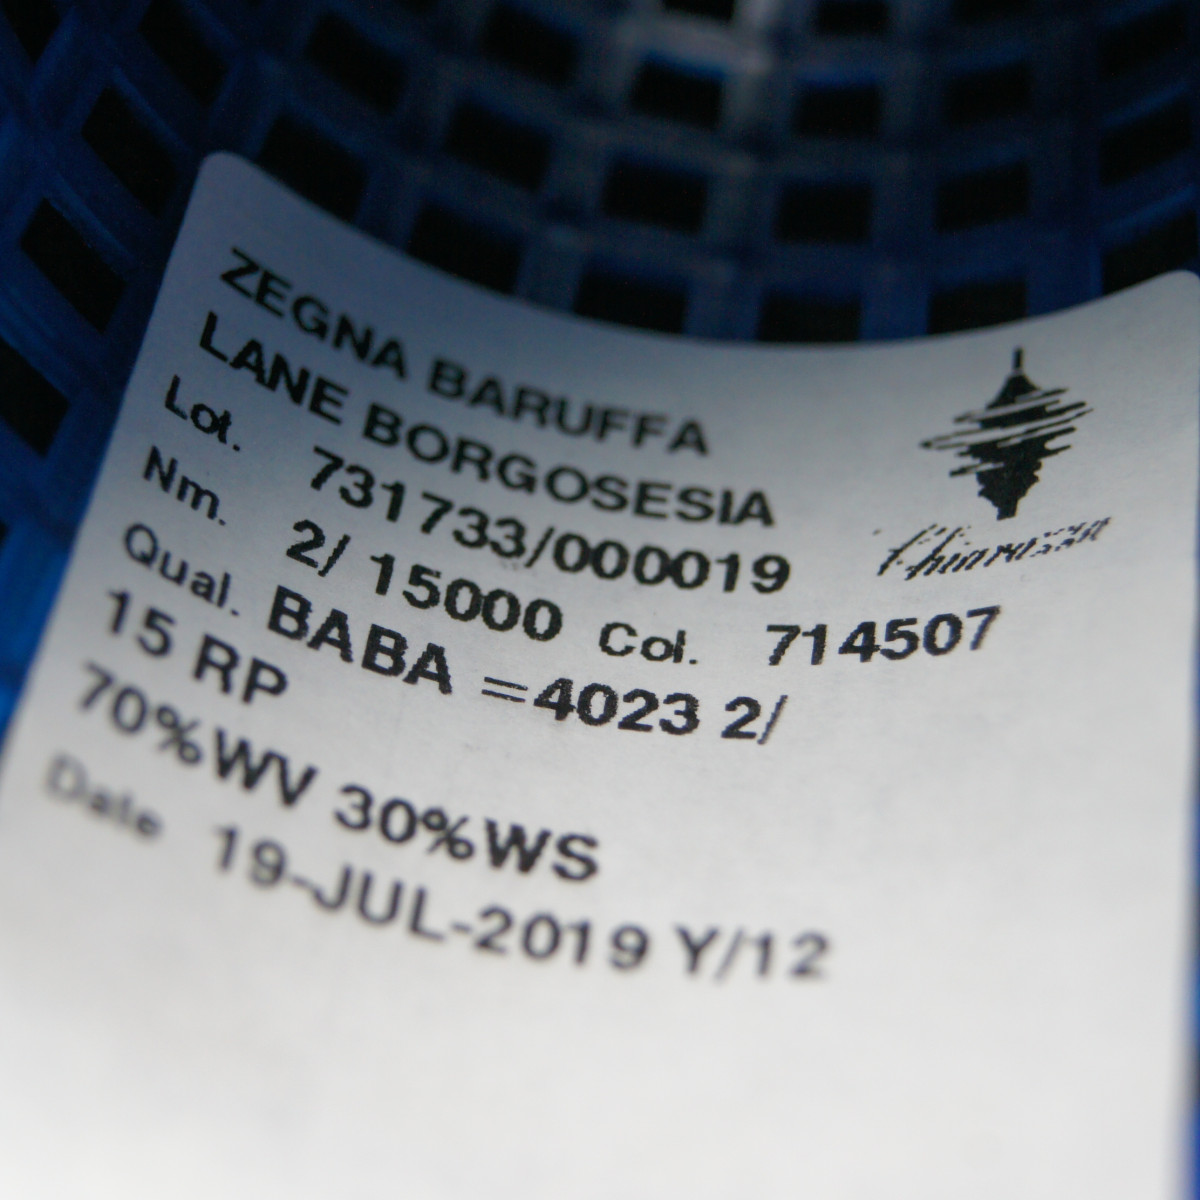 ZEGNA BARUFFA
LANE BORGOSESIA
Lot. 731733/000019
Nm. 2/ 15000 Col. 714507
Qual. BABA =4023 2/
15 RP
70%WV 30%WS
Date 19-JUL-2019 Y/12